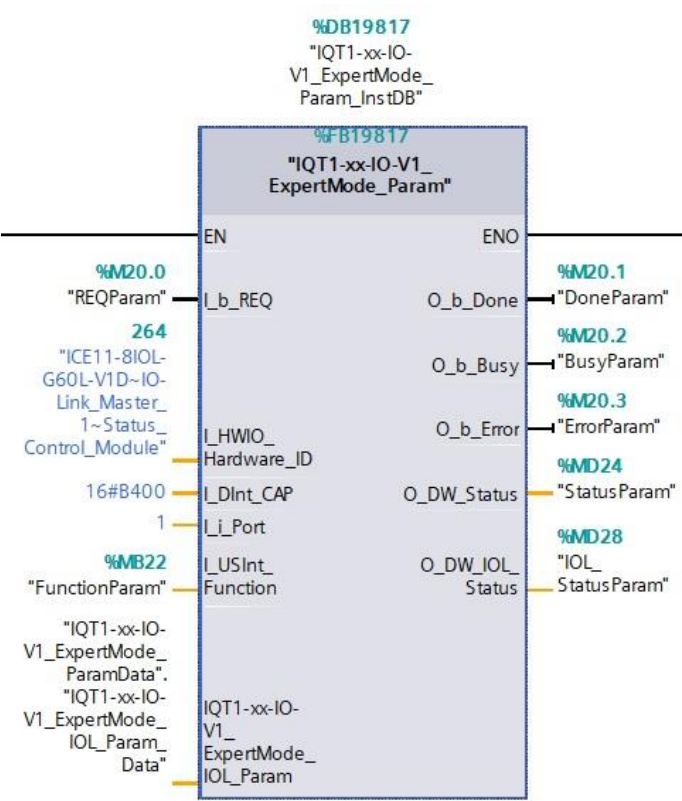 %DB19817
"IQT1-xx-IO-
V1_ExpertMode_
Param_InstDB"
%FB19817
"IQT1-xx-IO-V1_
ExpertMode_Param"
EN
ENO
%M20.0
"REQParam"
I_b_REQ
O_b_Done
%M20.1
"DoneParam"
264
"ICE11-8IOL-
G60L-V1D~IO-
Link_Master_
1~Status_
Control_Module"
I_HWIO_
Hardware_ID
O_b_Busy
%M20.2
"BusyParam"
O_b_Error
%M20.3
"ErrorParam"
16#B400
I_DInt_CAP
O_DW_Status
%MD24
"StatusParam"
1
I_i_Port
%MB22
"FunctionParam"
I_USInt_
Function
O_DW_IOL_
Status
%MD28
"IOL_
StatusParam"
"IQT1-xx-IO-
V1_ExpertMode_
ParamData".
"IQT1-xx-IO-
V1_ExpertMode_
IOL_Param_
Data"
IQT1-xx-IO-
V1_
ExpertMode_
IOL_Param